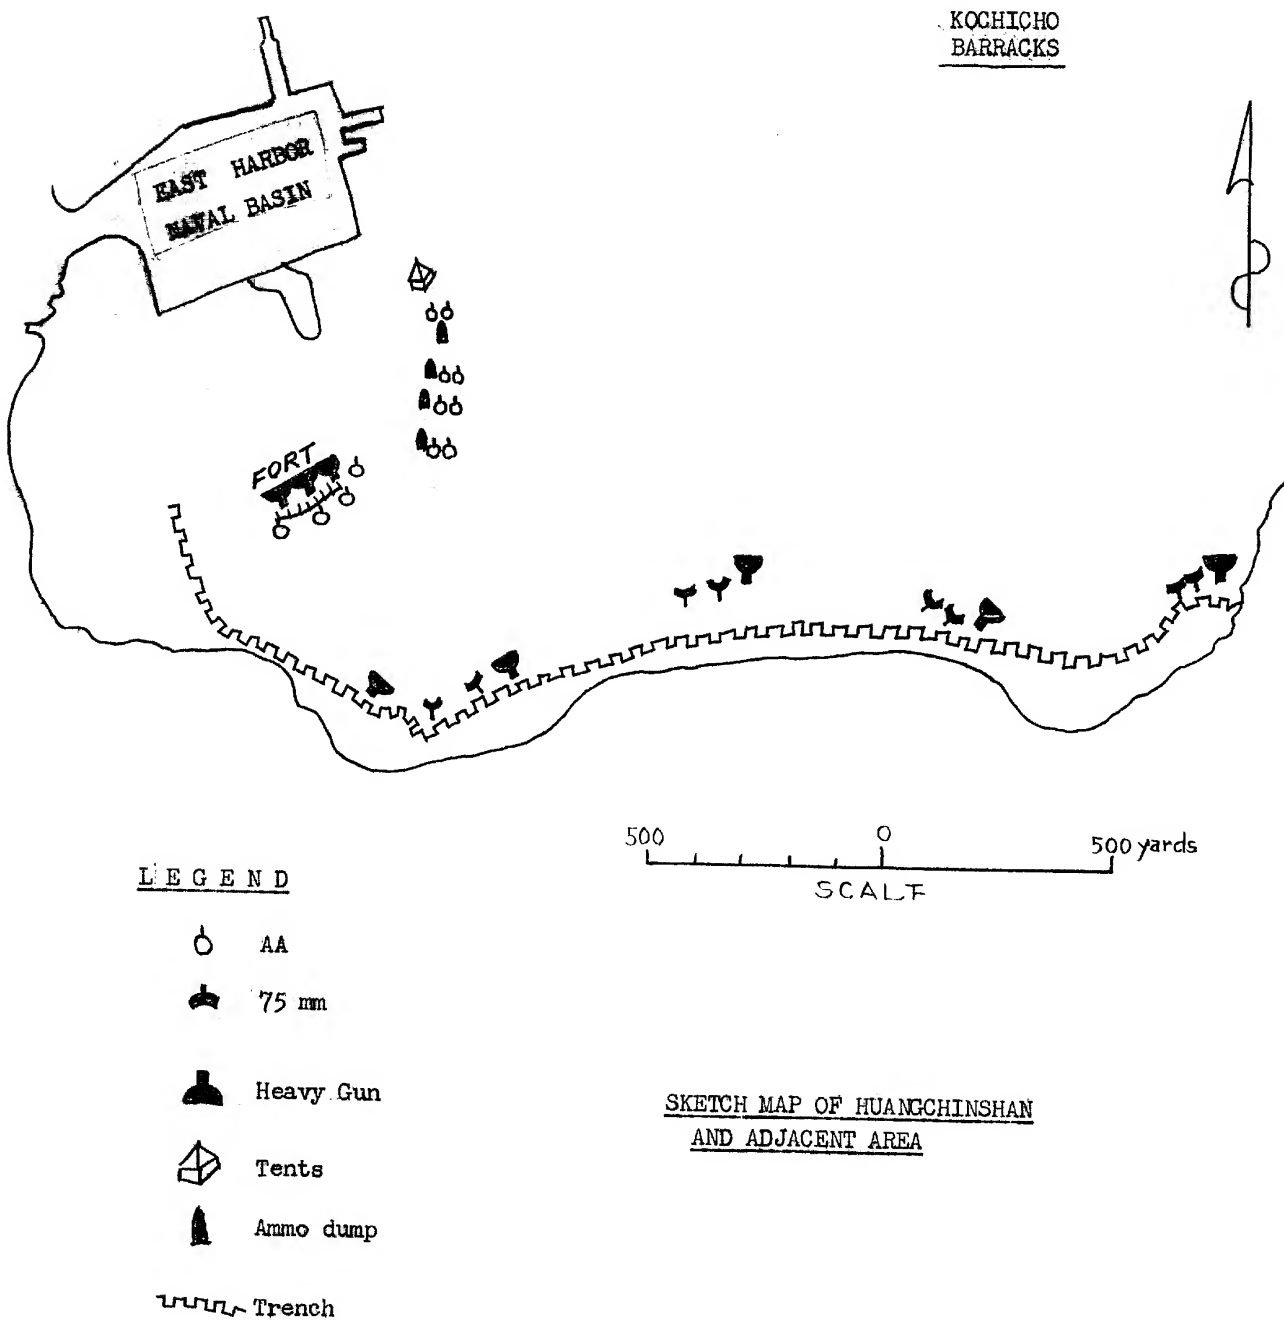 KOCHICHO
BARRACKS
EAST HARBOR
NAVAL BASIN
FORT
500 0 500 yards
SCALE
LEGEND
AA
75 mm
Heavy Gun
Tents
Ammo dump
Trench
SKETCH MAP OF HUANGCHINSHAN
AND ADJACENT AREA